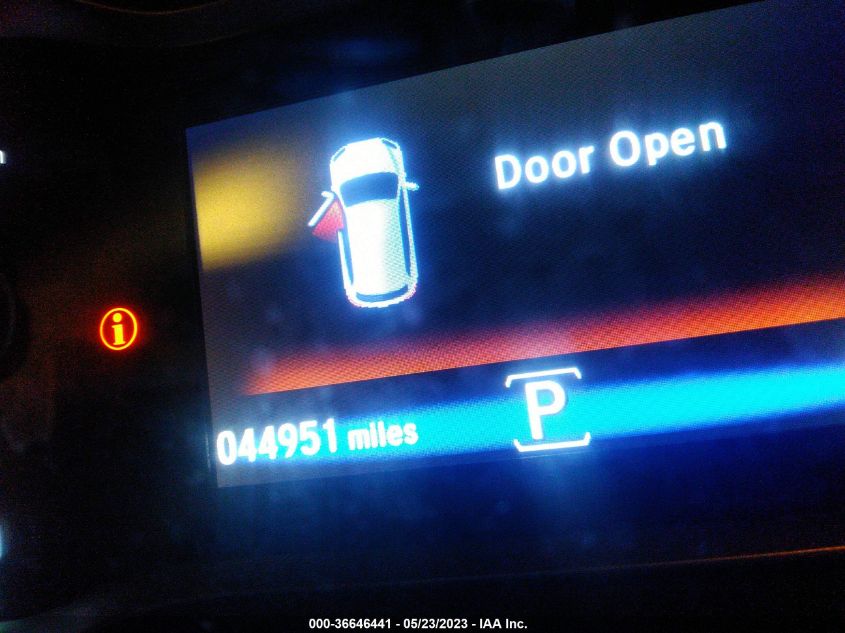 Door Open
i
044951 miles
P
000-36646441 - 05/23/2023 - IAA Inc.